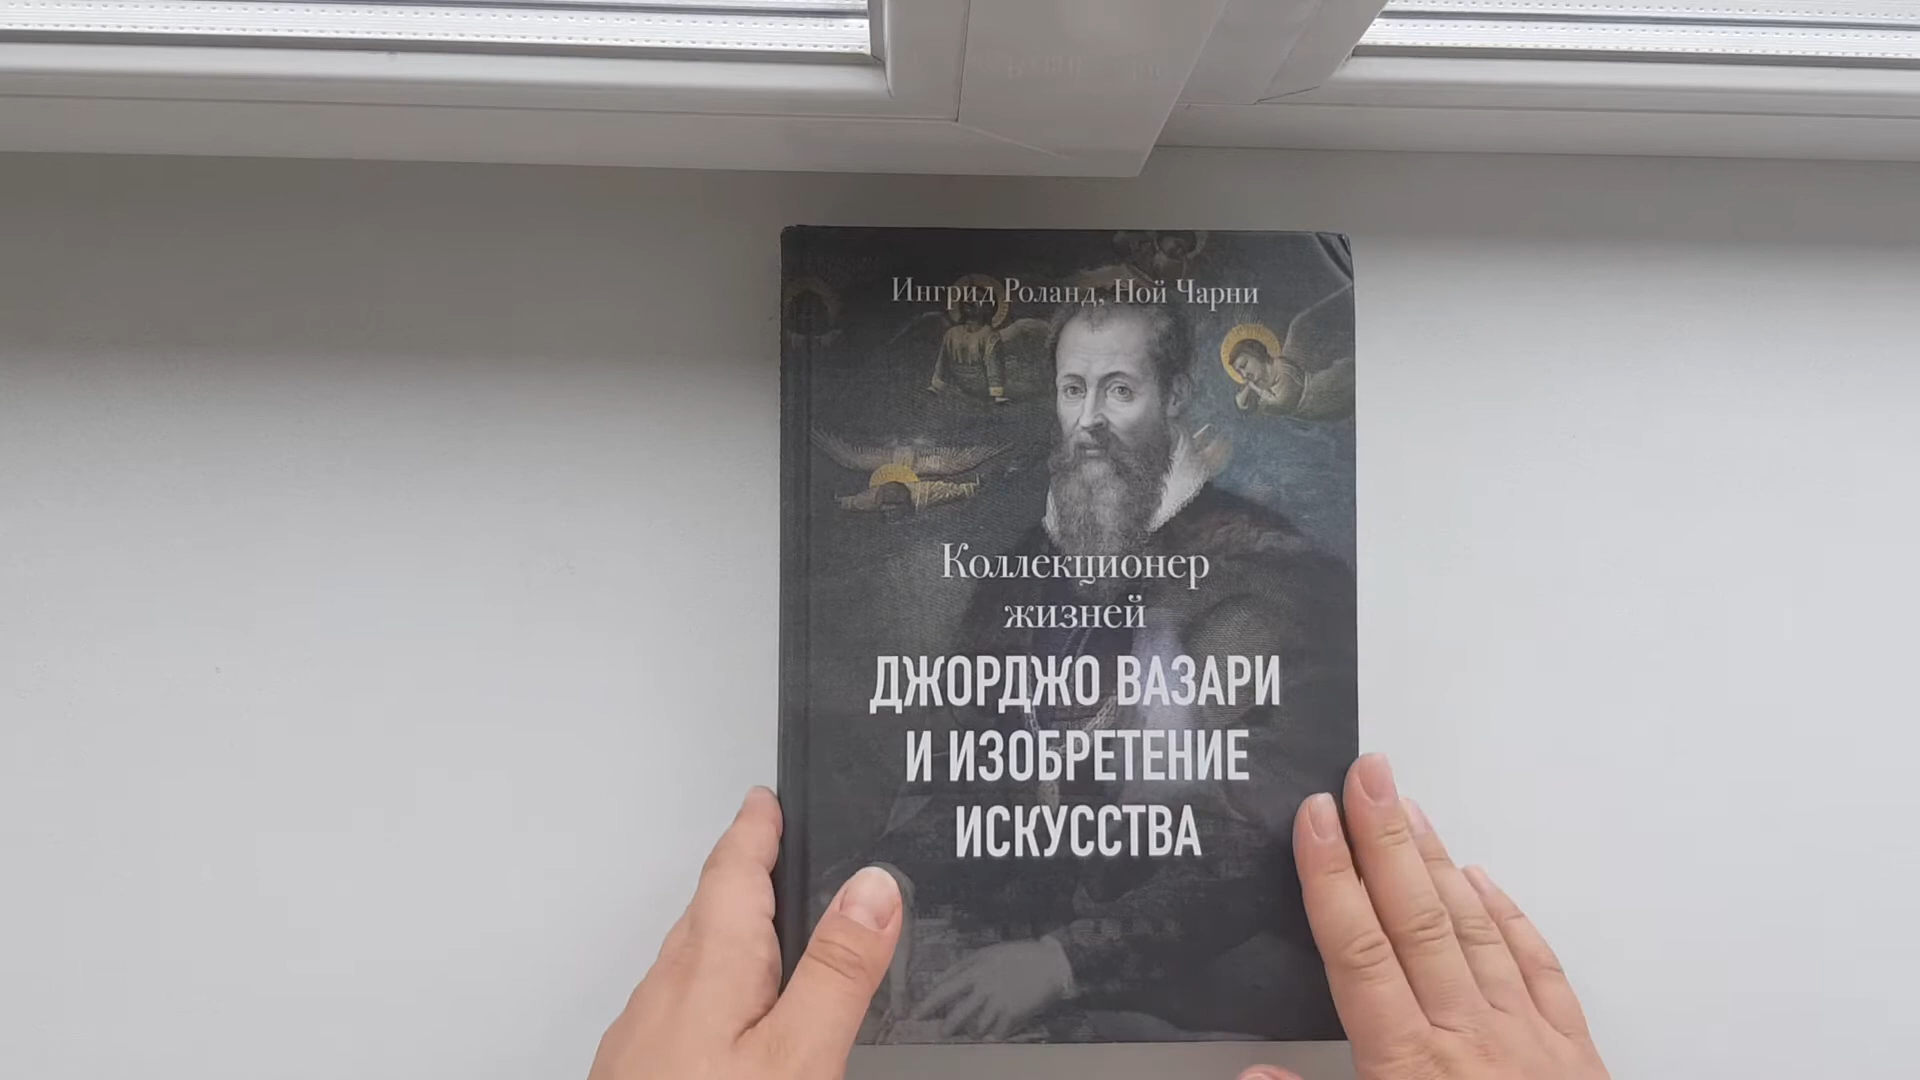 Ингрид Роланд, Ной Чарни
Коллекционер
жизней
ДЖОРДЖО ВАЗАРИ
И ИЗОБРЕТЕНИЕ
ИСКУССТВА